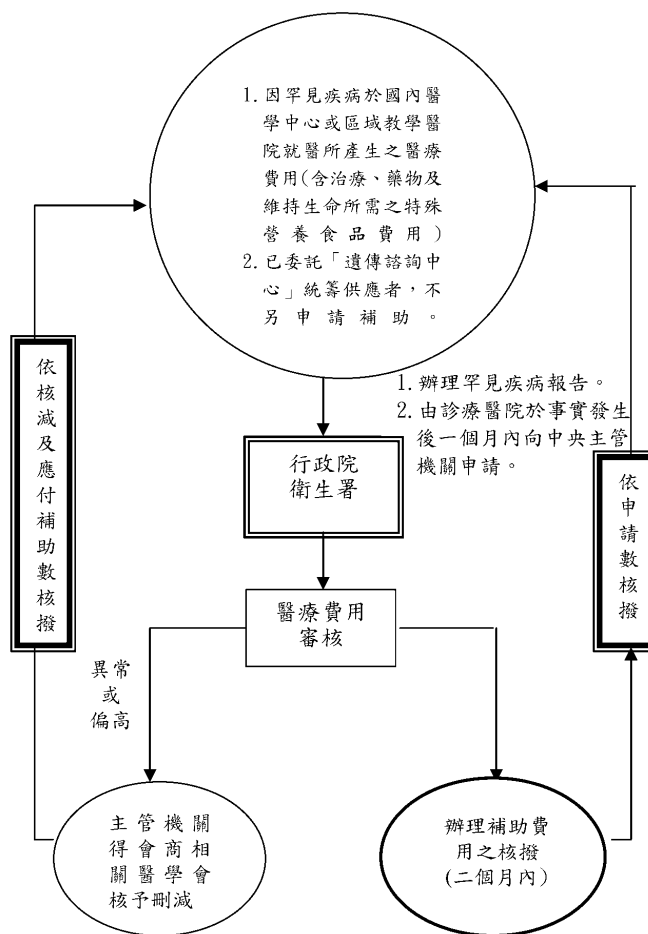 1. 因罕見疾病於國內醫
學中心或區域教學醫
院就醫所產生之醫療
費用(含治療、藥物及
維持生命所需之特殊
營養食品費用)
2. 已委託「遺傳諮詢中
心」統籌供應者，不
另申請補助。
1. 辦理罕見疾病報告。
2. 由診療醫院於事實發生
後一個月內向中央主管
機關申請。
依核減及應付補助數核撥
行政院
衛生署
依申請數核撥
醫療費用
審核
異常
或
偏高
主管機關
得會商相
關醫學會
核予刪減
辦理補助費
用之核撥
(二個月內)